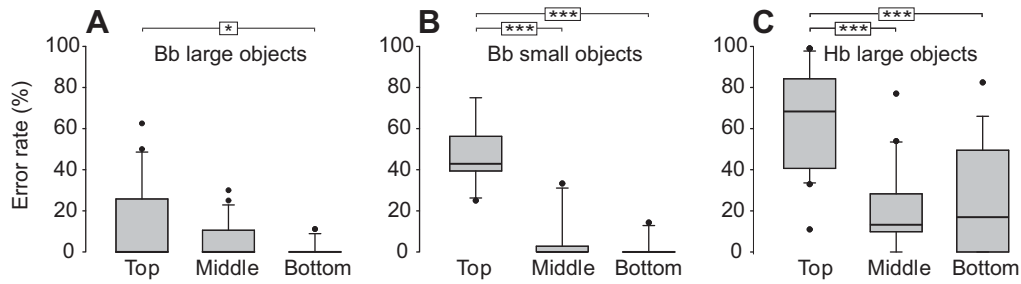 A
*
Bb large objects
Error rate (%)
100
80
60
40
20
0
Top Middle Bottom
B
***
***
Bb small objects
100
80
60
40
20
0
Top Middle Bottom
C
***
***
Hb large objects
100
80
60
40
20
0
Top Middle Bottom